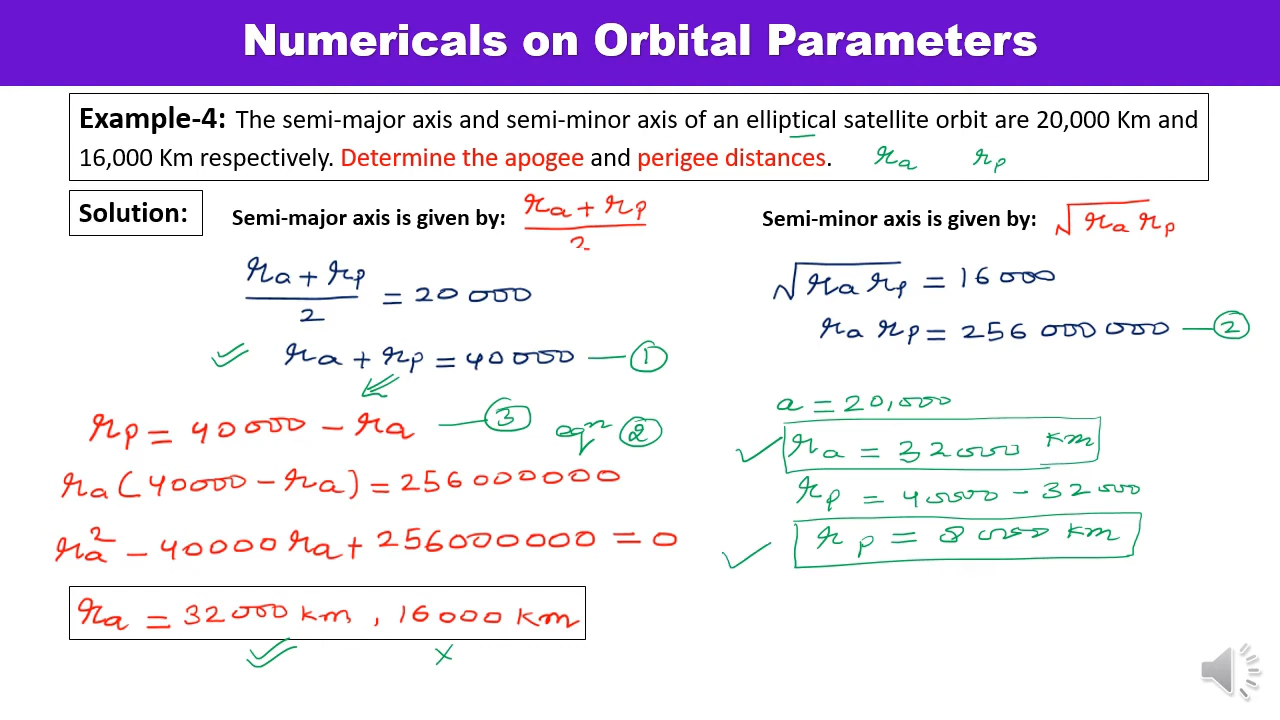 Numericals on Orbital Parameters
Example-4: The semi-major axis and semi-minor axis of an elliptical satellite orbit are 20,000 Km and
16,000 Km respectively. Determine the apogee and perigee distances. ra rp
Solution:
Semi-major axis is given by: (ra + rp)/2
Semi-minor axis is given by: √(ra rp)
(ra + rp)/2 = 20000
ra + rp = 40000 — ①
√(ra rp) = 16000
ra rp = 256 000 000 — ②
rp = 40000 - ra — ③ eqn ②
ra (40000 - ra) = 256000000
ra² - 40000 ra + 256000000 = 0
ra = 32000 km, 16000 km
✓ ×
a = 20,000
✓ ra = 32000 km
rp = 40000 - 32000
✓ rp = 8000 km